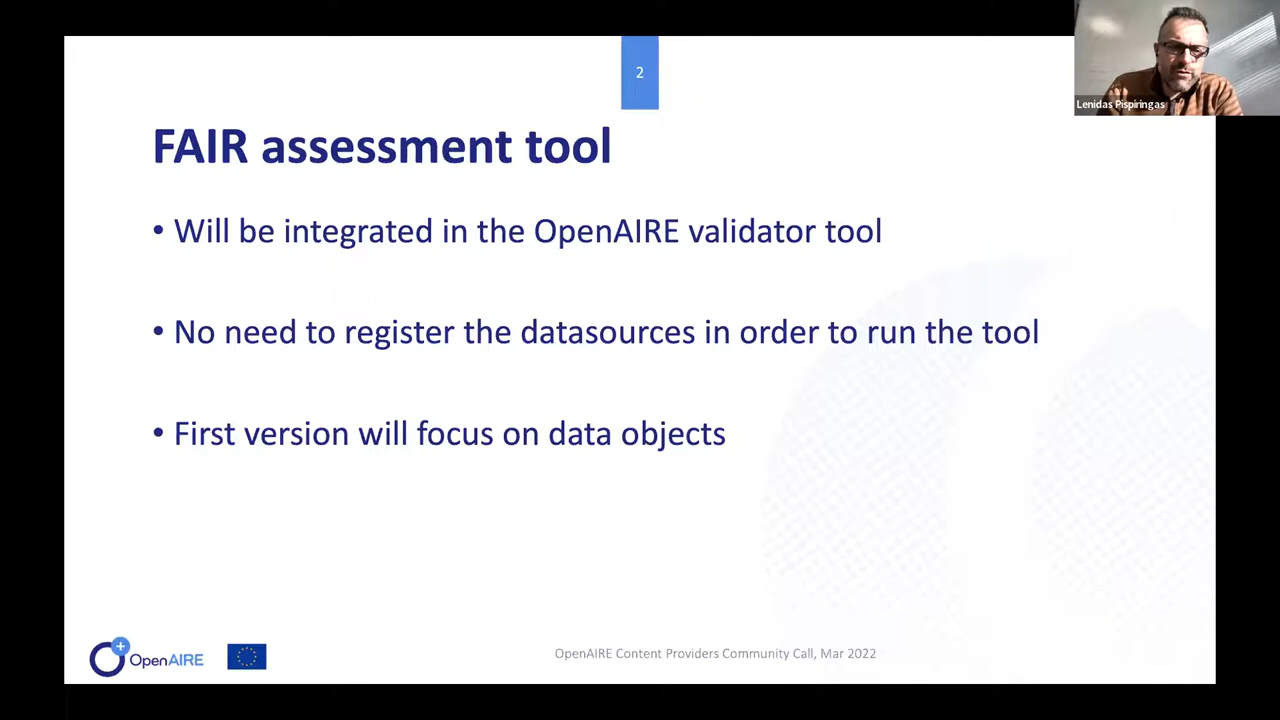 2
Lenidas Pispiringas
FAIR assessment tool
• Will be integrated in the OpenAIRE validator tool
• No need to register the datasources in order to run the tool
• First version will focus on data objects
OpenAIRE
OpenAIRE Content Providers Community Call, Mar 2022